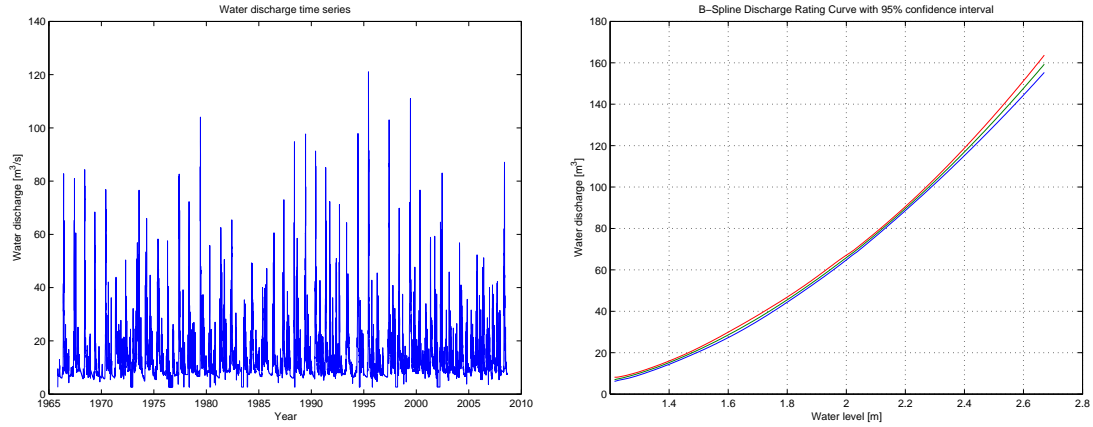 Water discharge time series
Water discharge [m³/s]
140
120
100
80
60
40
20
0
1965 1970 1975 1980 1985 1990 1995 2000 2005 2010
Year
B−Spline Discharge Rating Curve with 95% confidence interval
Water discharge [m³]
180
160
140
120
100
80
60
40
20
0
1.4 1.6 1.8 2 2.2 2.4 2.6 2.8
Water level [m]